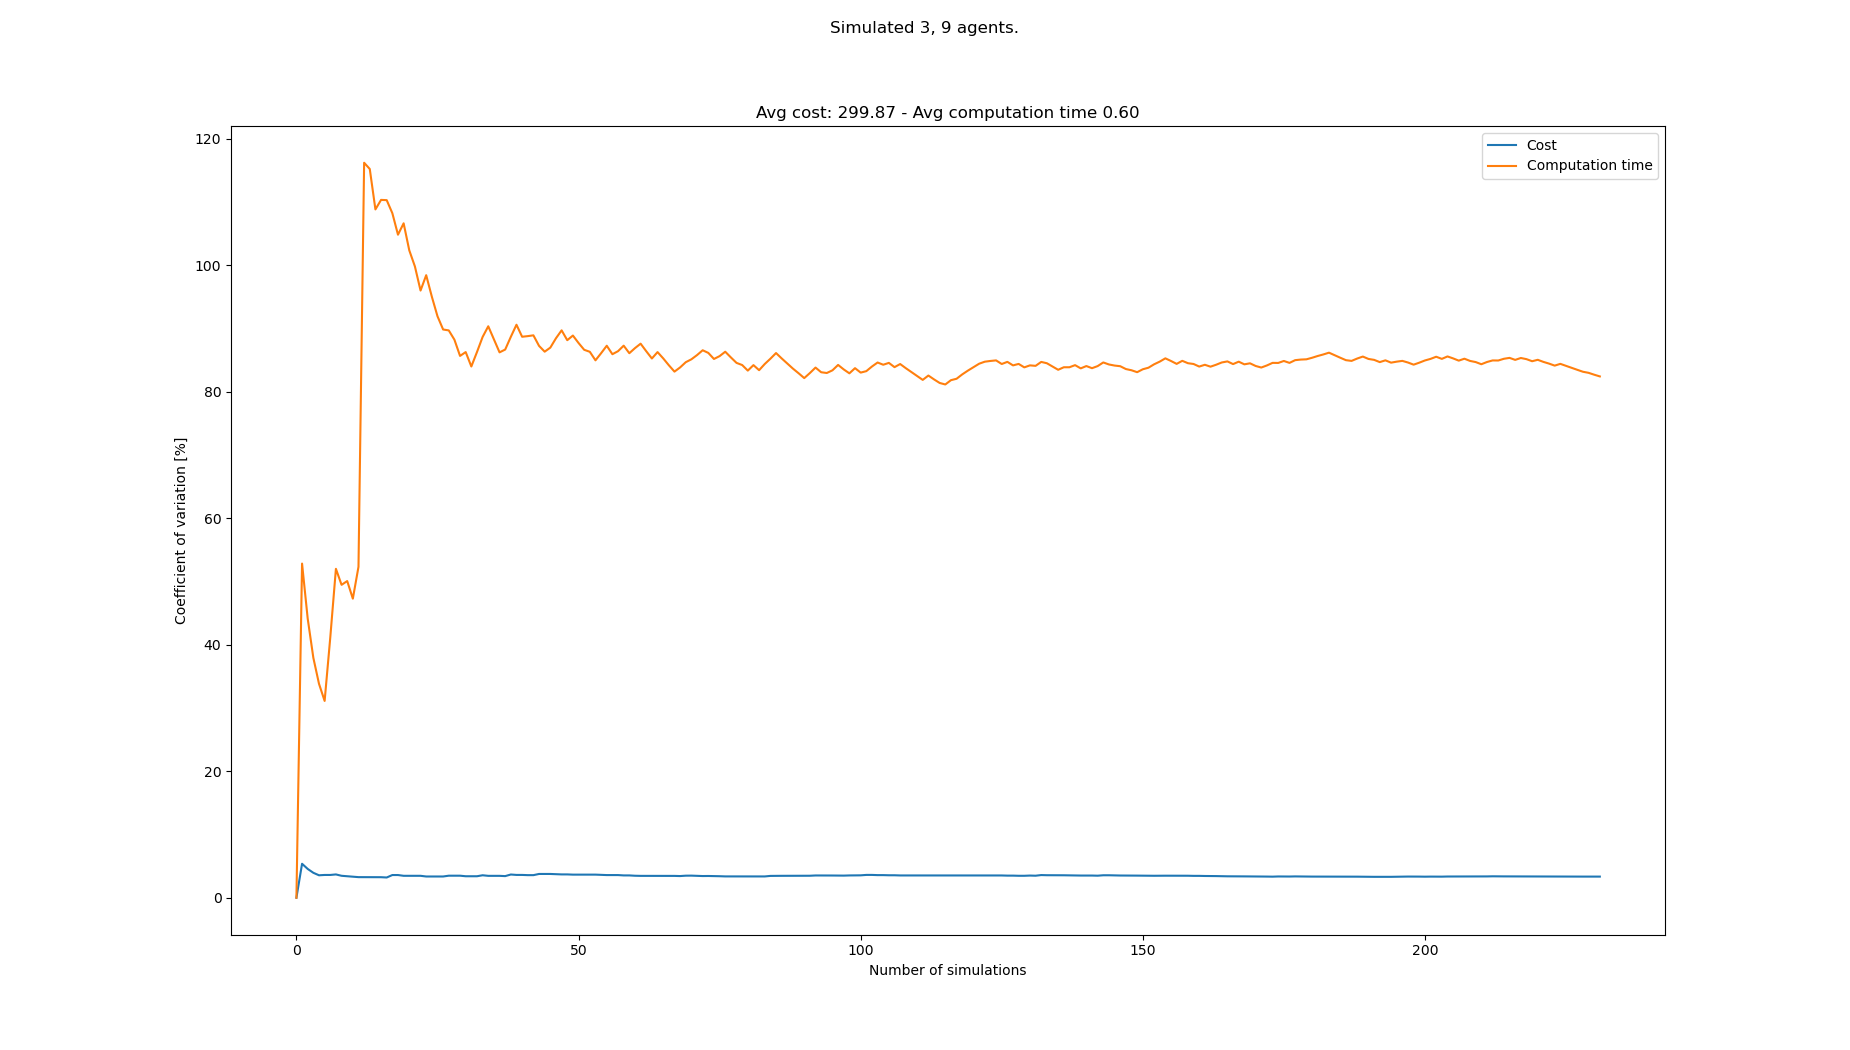 Simulated 3, 9 agents.
Avg cost: 299.87 - Avg computation time 0.60
Cost
Computation time
120
100
80
60
40
20
0
Coefficient of variation [%]
0 50 100 150 200
Number of simulations